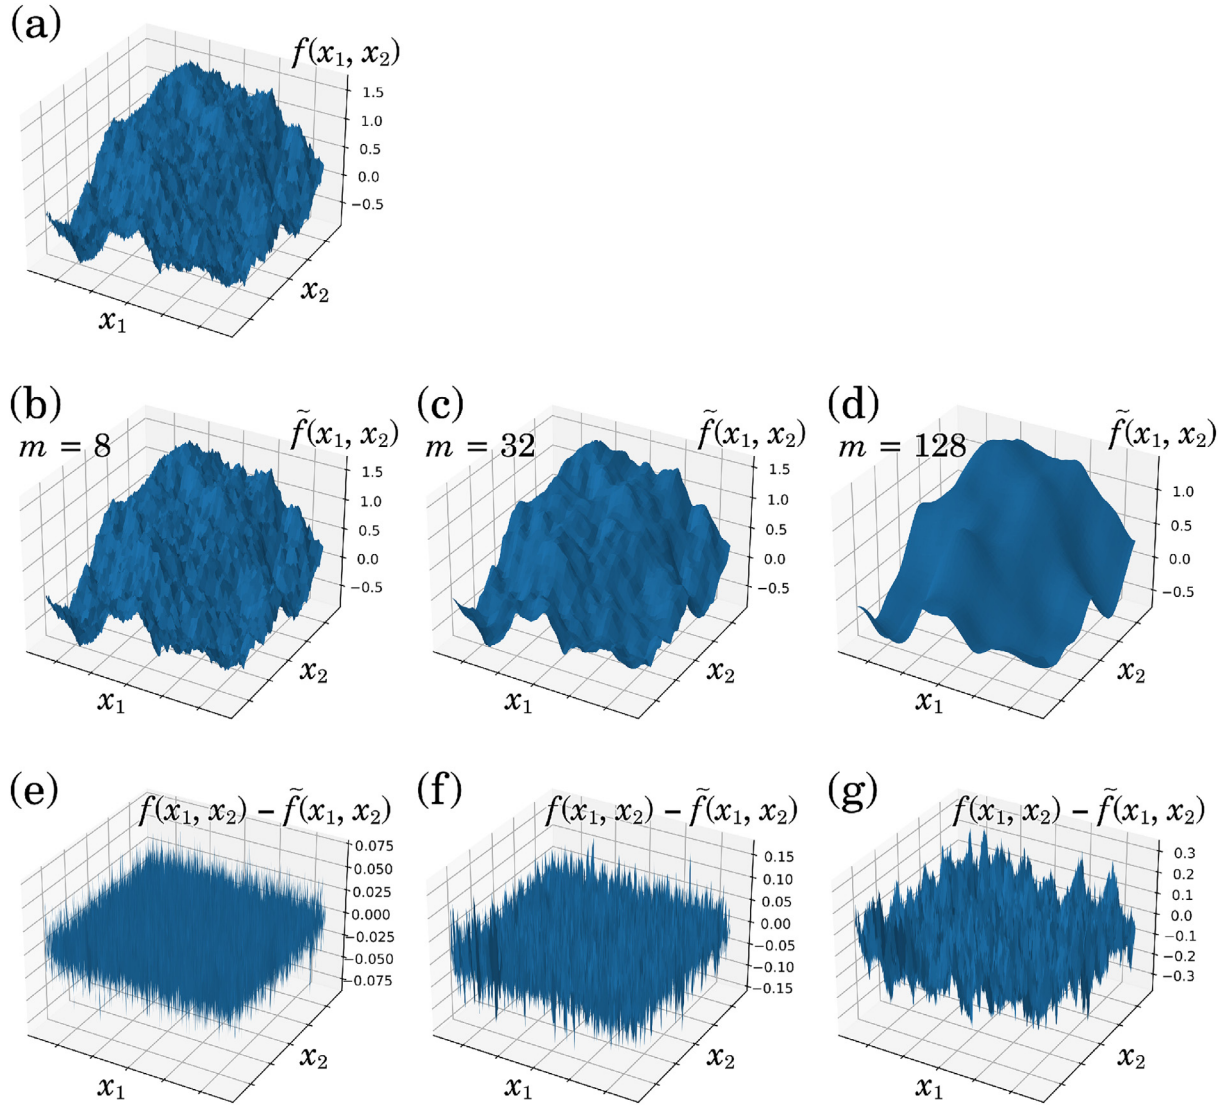 (a)
f(x₁, x₂)
1.5
1.0
0.5
0.0
−0.5
x₁
x₂
(b)
m = 8
f̃(x₁, x₂)
1.5
1.0
0.5
0.0
−0.5
x₁
x₂
(c)
m = 32
f̃(x₁, x₂)
1.5
1.0
0.5
0.0
−0.5
x₁
x₂
(d)
m = 128
f̃(x₁, x₂)
1.0
0.5
0.0
−0.5
x₁
x₂
(e)
f(x₁, x₂) − f̃(x₁, x₂)
0.075
0.050
0.025
0.000
−0.025
−0.050
−0.075
x₁
x₂
(f)
f(x₁, x₂) − f̃(x₁, x₂)
0.15
0.10
0.05
0.00
−0.05
−0.10
−0.15
x₁
x₂
(g)
f(x₁, x₂) − f̃(x₁, x₂)
0.3
0.2
0.1
0.0
−0.1
−0.2
−0.3
x₁
x₂